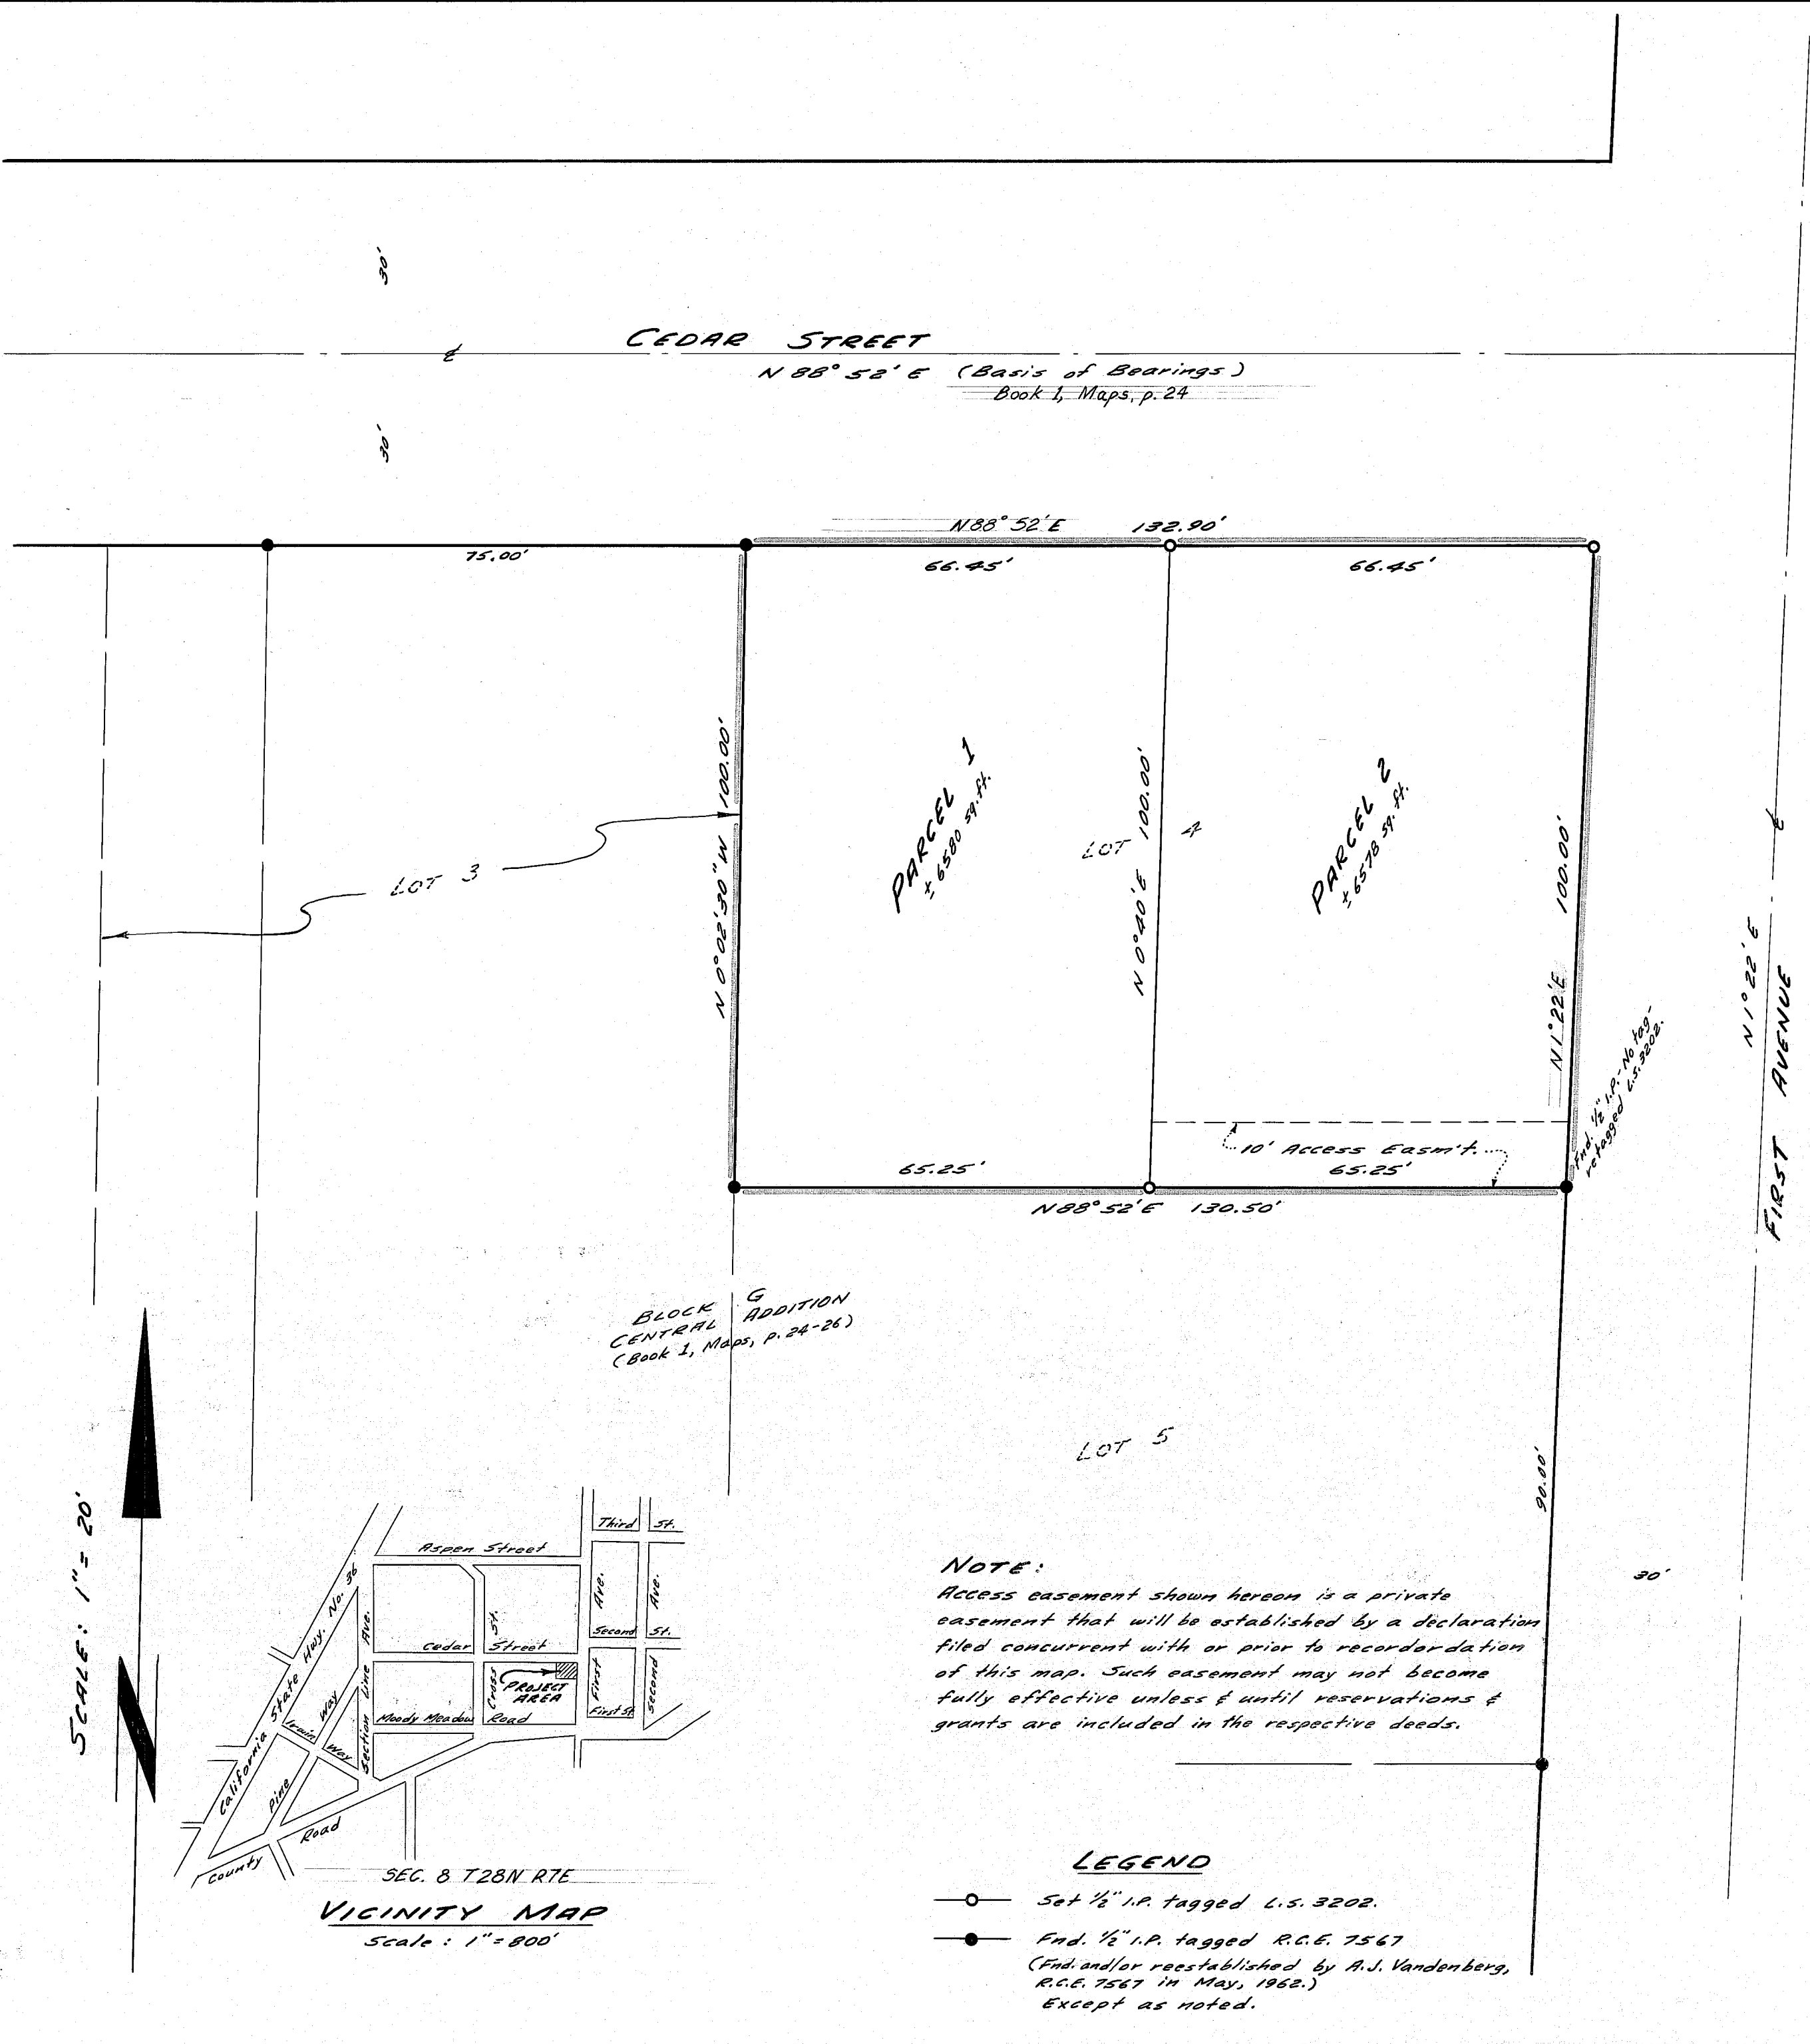 30'
CEDAR STREET
℄
N 88° 52' E (Basis of Bearings)
Book 1, Maps, p. 24
30'
N 88° 52' E 132.90'
75.00'
66.45'
66.45'
N 0° 02' 30" W 100.00'
PARCEL 1
± 6580 sq. ft.
N 0° 40' E 100.00'
LOT 4
PARCEL 2
± 6578 sq. ft.
N 1° 22' E 100.00'
LOT 3
℄
N 1° 22' E
FIRST AVENUE
Fnd. 1/2" I.P. - No tag -
retagged L.S. 3202.
10' Access Easm't.
65.25'
65.25'
N 88° 52' E 130.50'
BLOCK G
CENTRAL ADDITION
(Book 1, Maps, p. 24-26)
LOT 5
90.00'
30'
SCALE: 1" = 20'
N
Third St.
Aspen Street
California State Hwy. No. 36
Ave.
Ave.
Section Line Ave.
Second St.
Cedar Street
Cross St.
PROJECT
AREA
First
Second
First St.
Moody Meadow Road
Irwin Way
Pine Way
County Road
SEC. 8 T28N R7E
VICINITY MAP
Scale: 1" = 800'
NOTE:
Access easement shown hereon is a private
easement that will be established by a declaration
filed concurrent with or prior to recordordation
of this map. Such easement may not become
fully effective unless & until reservations &
grants are included in the respective deeds.
LEGEND
Set 1/2" I.P. tagged L.S. 3202.
Fnd. 1/2" I.P. tagged R.C.E. 7567
(Fnd. and/or reestablished by A.J. Vandenberg,
R.C.E. 7567 in May, 1962.)
Except as noted.